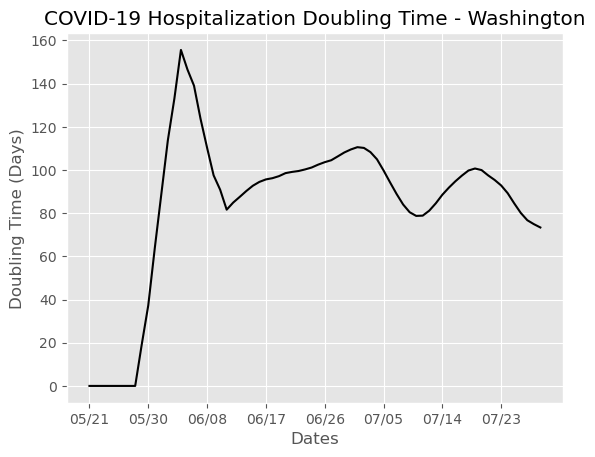 COVID-19 Hospitalization Doubling Time - Washington
160
140
120
100
80
60
40
20
0
Doubling Time (Days)
05/21 05/30 06/08 06/17 06/26 07/05 07/14 07/23
Dates